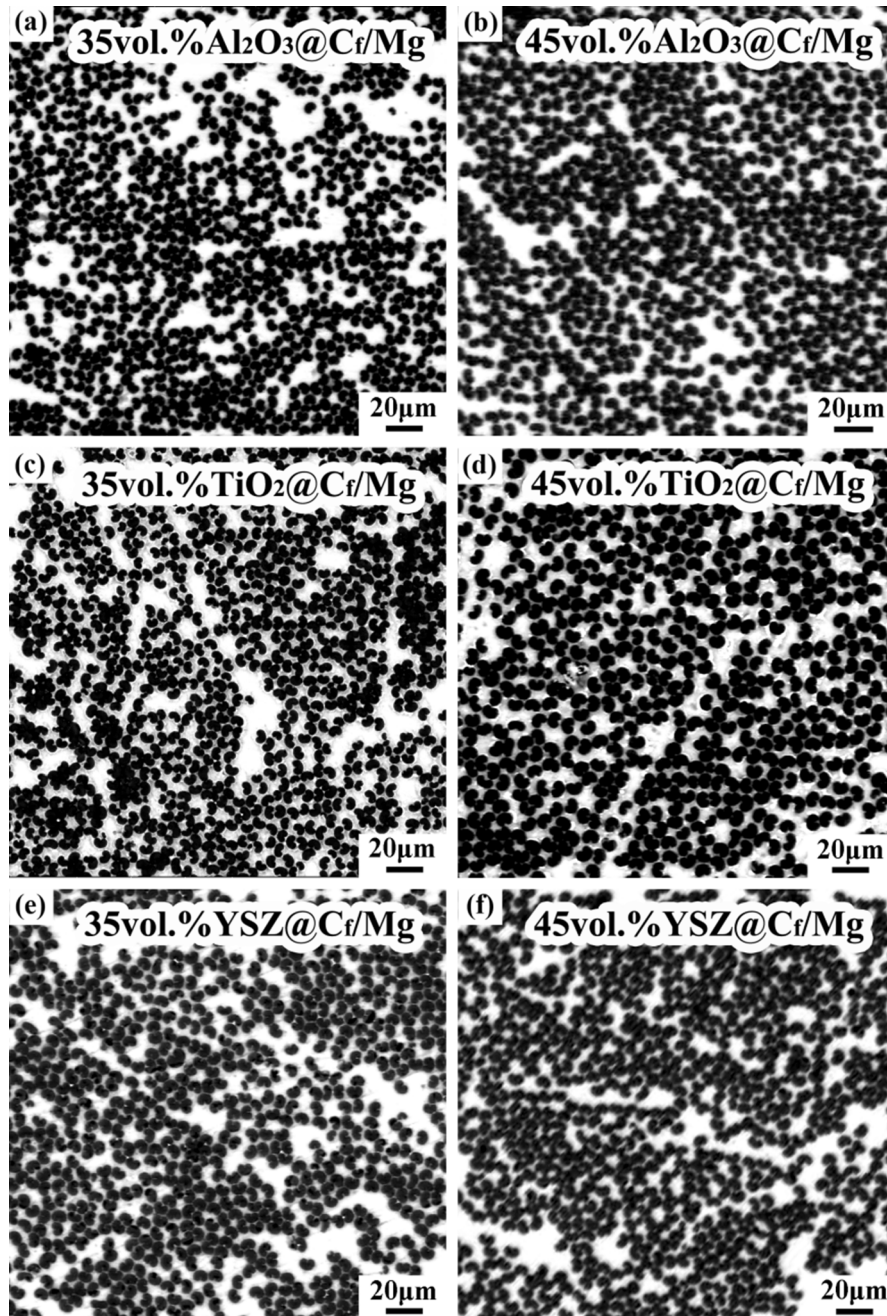 (a)
35vol.%Al₂O₃@Cf/Mg
20μm
(b)
45vol.%Al₂O₃@Cf/Mg
20μm
(c)
35vol.%TiO₂@Cf/Mg
20μm
(d)
45vol.%TiO₂@Cf/Mg
20μm
(e)
35vol.%YSZ@Cf/Mg
20μm
(f)
45vol.%YSZ@Cf/Mg
20μm